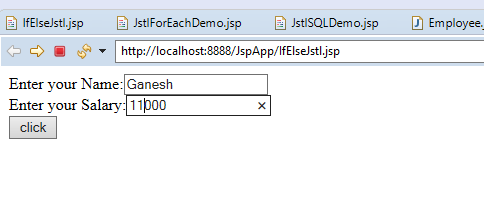 IfElseJstl.jsp JstlForEachDemo.jsp JstlSQLDemo.jsp Employee.
http://localhost:8888/JspApp/IfElseJstl.jsp
Enter your Name: Ganesh
Enter your Salary: 11000
click